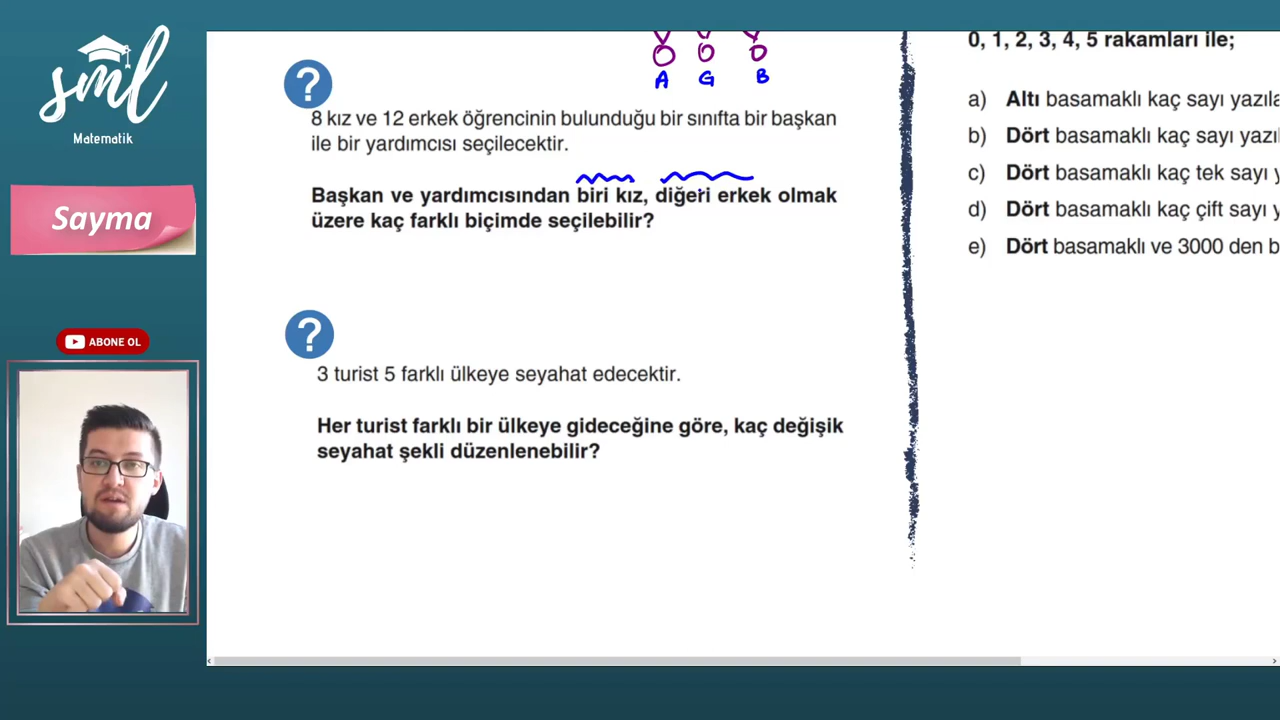 sml
Matematik
Sayma
ABONE OL
A G B
?
8 kız ve 12 erkek öğrencinin bulunduğu bir sınıfta bir başkan
ile bir yardımcısı seçilecektir.
Başkan ve yardımcısından biri kız, diğeri erkek olmak
üzere kaç farklı biçimde seçilebilir?
?
3 turist 5 farklı ülkeye seyahat edecektir.
Her turist farklı bir ülkeye gideceğine göre, kaç değişik
seyahat şekli düzenlenebilir?
0, 1, 2, 3, 4, 5 rakamları ile;
a) Altı basamaklı kaç sayı yazıla
b) Dört basamaklı kaç sayı yazıl
c) Dört basamaklı kaç tek sayı y
d) Dört basamaklı kaç çift sayı y
e) Dört basamaklı ve 3000 den b